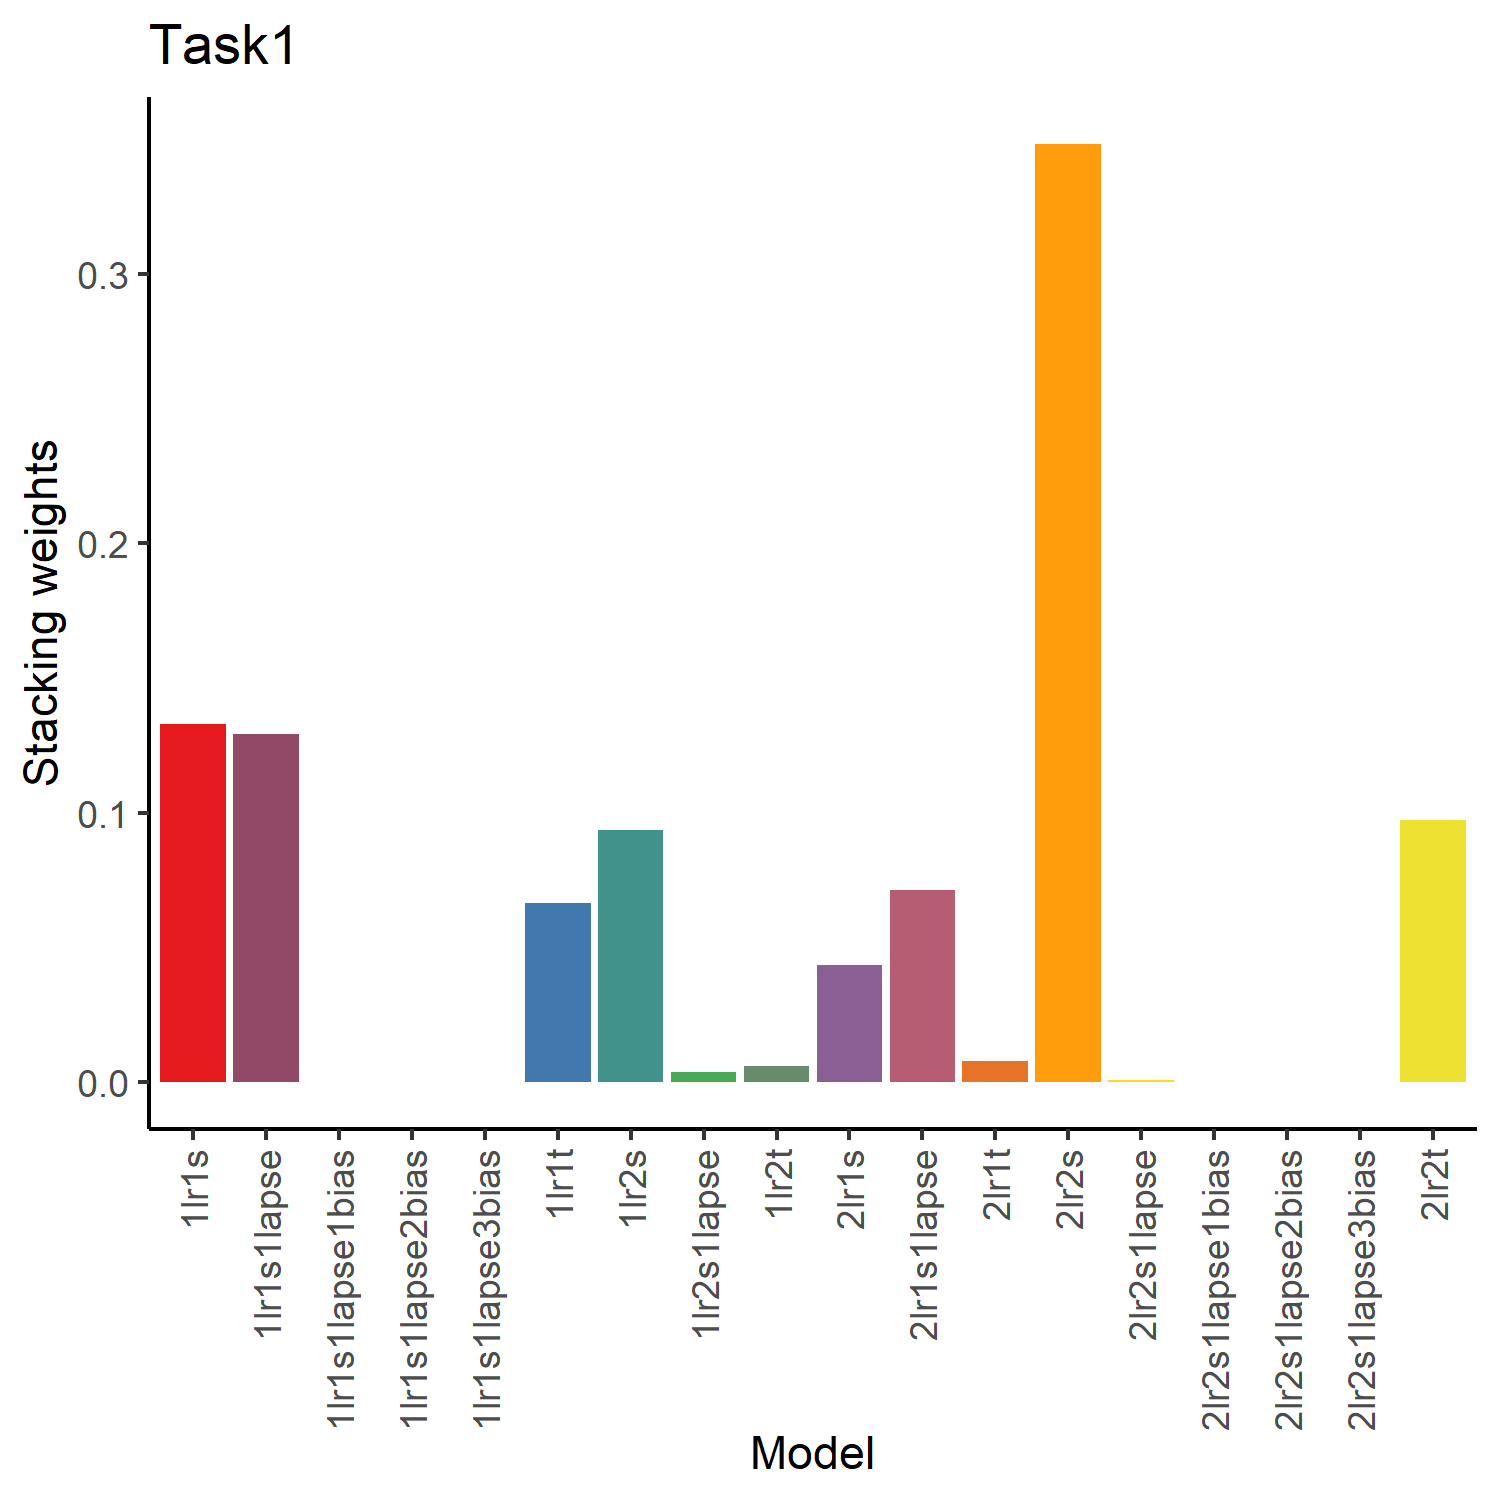 Task1
Stacking weights
0.3
0.2
0.1
0.0
1lr1s
1lr1s1lapse
1lr1s1lapse1bias
1lr1s1lapse2bias
1lr1s1lapse3bias
1lr1t
1lr2s
1lr2s1lapse
1lr2t
2lr1s
2lr1s1lapse
2lr1t
2lr2s
2lr2s1lapse
2lr2s1lapse1bias
2lr2s1lapse2bias
2lr2s1lapse3bias
2lr2t
Model